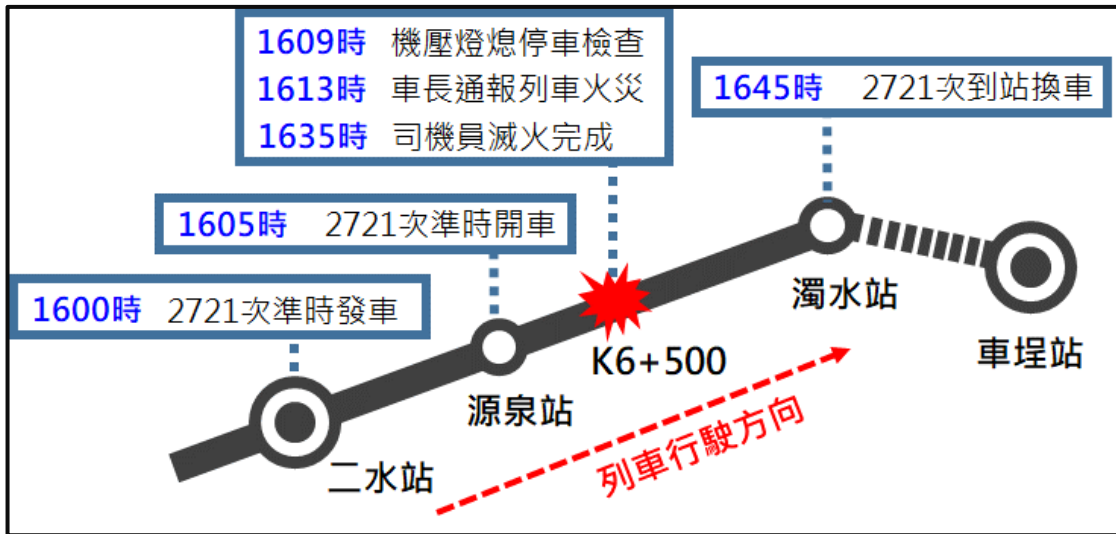 1609時 機壓燈熄停車檢查
1613時 車長通報列車火災
1635時 司機員滅火完成
1645時 2721次到站換車
1605時 2721次準時開車
1600時 2721次準時發車
濁水站
車埕站
K6+500
源泉站
二水站
列車行駛方向